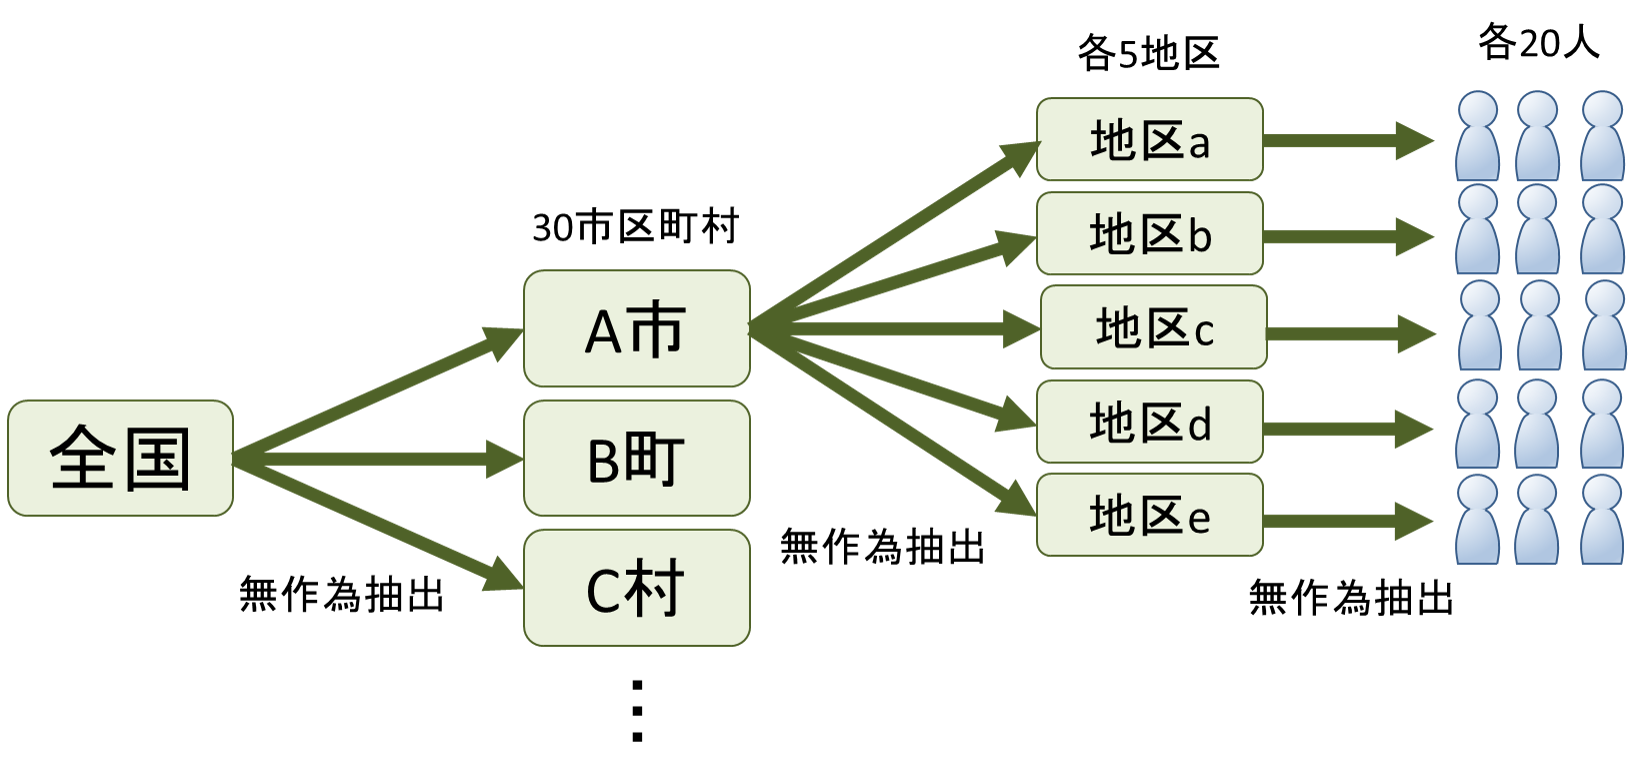 全国
無作為抽出
30市区町村
A市
B町
C村
⋮
無作為抽出
各5地区
地区a
地区b
地区c
地区d
地区e
無作為抽出
各20人